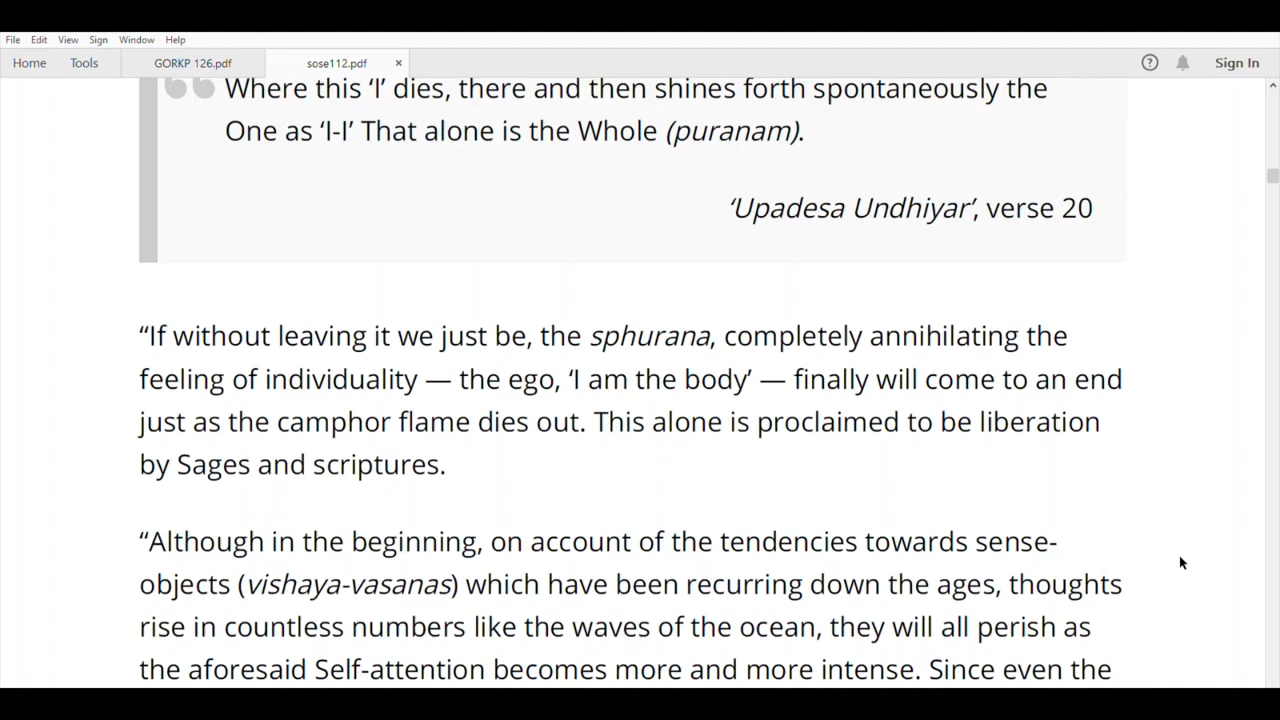 File Edit View Sign Window Help
Home Tools GORKP 126.pdf sose112.pdf × ? Sign In
Where this ‘I’ dies, there and then shines forth spontaneously the
One as ‘I-I’ That alone is the Whole (puranam).
‘Upadesa Undhiyar’, verse 20
“If without leaving it we just be, the sphurana, completely annihilating the
feeling of individuality — the ego, ‘I am the body’ — finally will come to an end
just as the camphor flame dies out. This alone is proclaimed to be liberation
by Sages and scriptures.
“Although in the beginning, on account of the tendencies towards sense-
objects (vishaya-vasanas) which have been recurring down the ages, thoughts
rise in countless numbers like the waves of the ocean, they will all perish as
the aforesaid Self-attention becomes more and more intense. Since even the